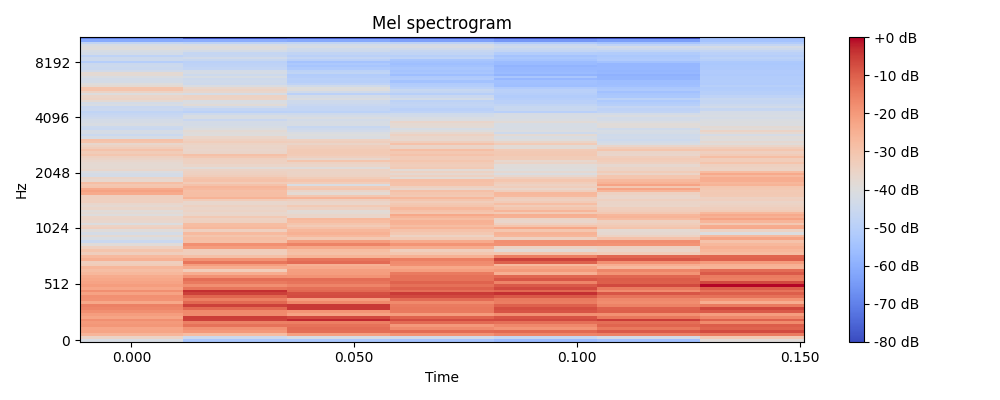 Mel spectrogram
Hz
8192
4096
2048
1024
512
0
0.000
0.050
0.100
0.150
Time
+0 dB
-10 dB
-20 dB
-30 dB
-40 dB
-50 dB
-60 dB
-70 dB
-80 dB